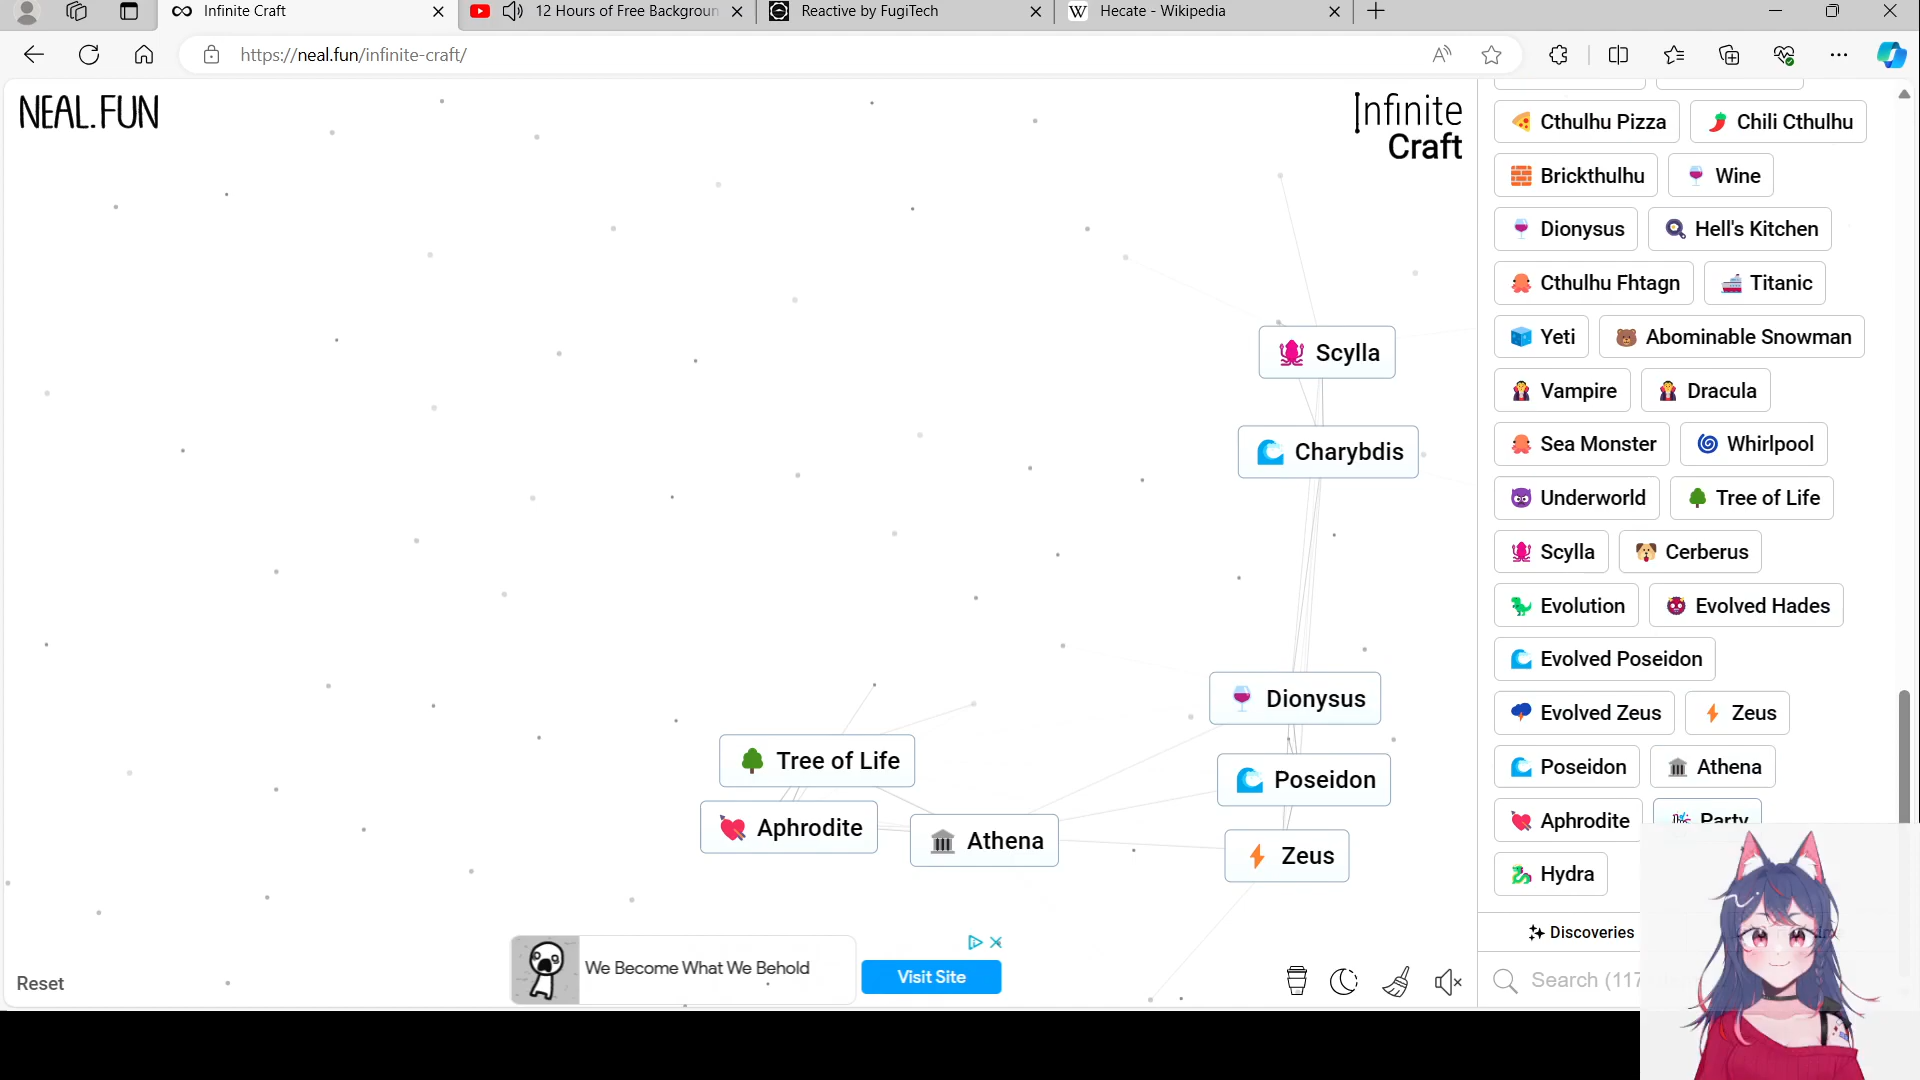 Infinite Craft
12 Hours of Free Backgroun
Reactive by FugiTech
Hecate - Wikipedia
https://neal.fun/infinite-craft/
NEAL.FUN
Infinite
Craft
Scylla
Charybdis
Dionysus
Tree of Life
Poseidon
Aphrodite
Athena
Zeus
Cthulhu Pizza
Chili Cthulhu
Brickthulhu
Wine
Dionysus
Hell's Kitchen
Cthulhu Fhtagn
Titanic
Yeti
Abominable Snowman
Vampire
Dracula
Sea Monster
Whirlpool
Underworld
Tree of Life
Scylla
Cerberus
Evolution
Evolved Hades
Evolved Poseidon
Evolved Zeus
Zeus
Poseidon
Athena
Aphrodite
Party
Hydra
Discoveries
Search (117
We Become What We Behold
Visit Site
Reset